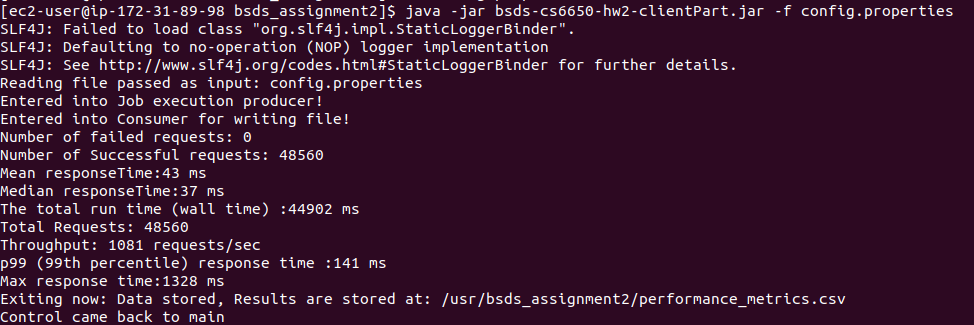 [ec2-user@ip-172-31-89-98 bsds_assignment2]$ java -jar bsds-cs6650-hw2-clientPart.jar -f config.properties
SLF4J: Failed to load class "org.slf4j.impl.StaticLoggerBinder".
SLF4J: Defaulting to no-operation (NOP) logger implementation
SLF4J: See http://www.slf4j.org/codes.html#StaticLoggerBinder for further details.
Reading file passed as input: config.properties
Entered into Job execution producer!
Entered into Consumer for writing file!
Number of failed requests: 0
Number of Successful requests: 48560
Mean responseTime:43 ms
Median responseTime:37 ms
The total run time (wall time) :44902 ms
Total Requests: 48560
Throughput: 1081 requests/sec
p99 (99th percentile) response time :141 ms
Max response time:1328 ms
Exiting now: Data stored, Results are stored at: /usr/bsds_assignment2/performance_metrics.csv
Control came back to main